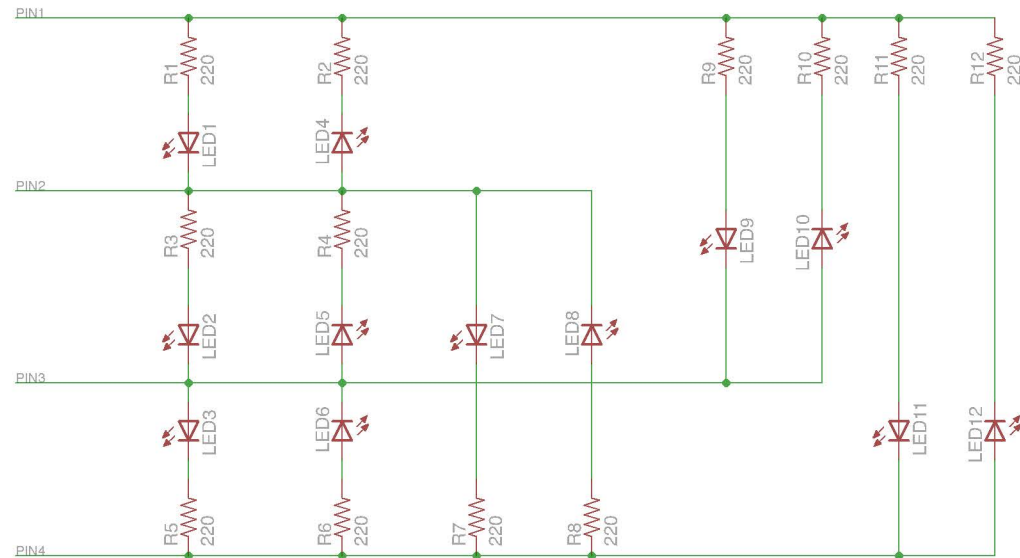 PIN1
R1
220
R2
220
R9
220
R10
220
R11
220
R12
220
LED1
LED4
PIN2
R3
220
R4
220
LED9
LED10
LED2
LED5
LED7
LED8
PIN3
LED3
LED6
LED11
LED12
R5
220
R6
220
R7
220
R8
220
PIN4